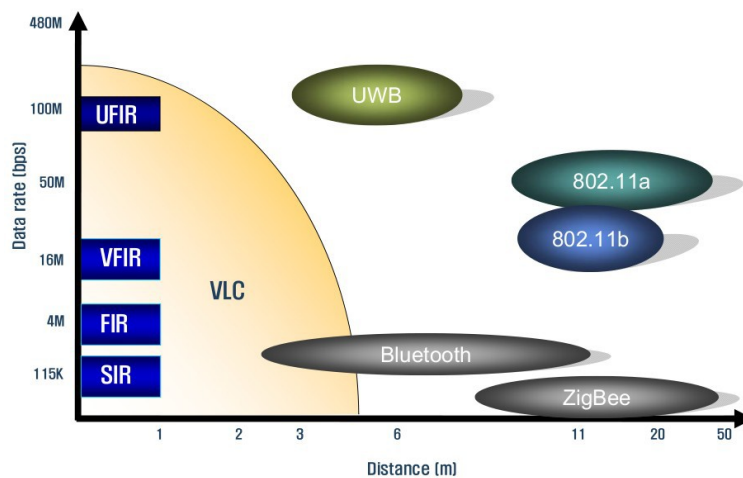 480M
100M
50M
16M
4M
115K
Data rate (bps)
UFIR
VFIR
FIR
SIR
VLC
UWB
802.11a
802.11b
Bluetooth
ZigBee
1 2 3 6 11 20 50
Distance (m)